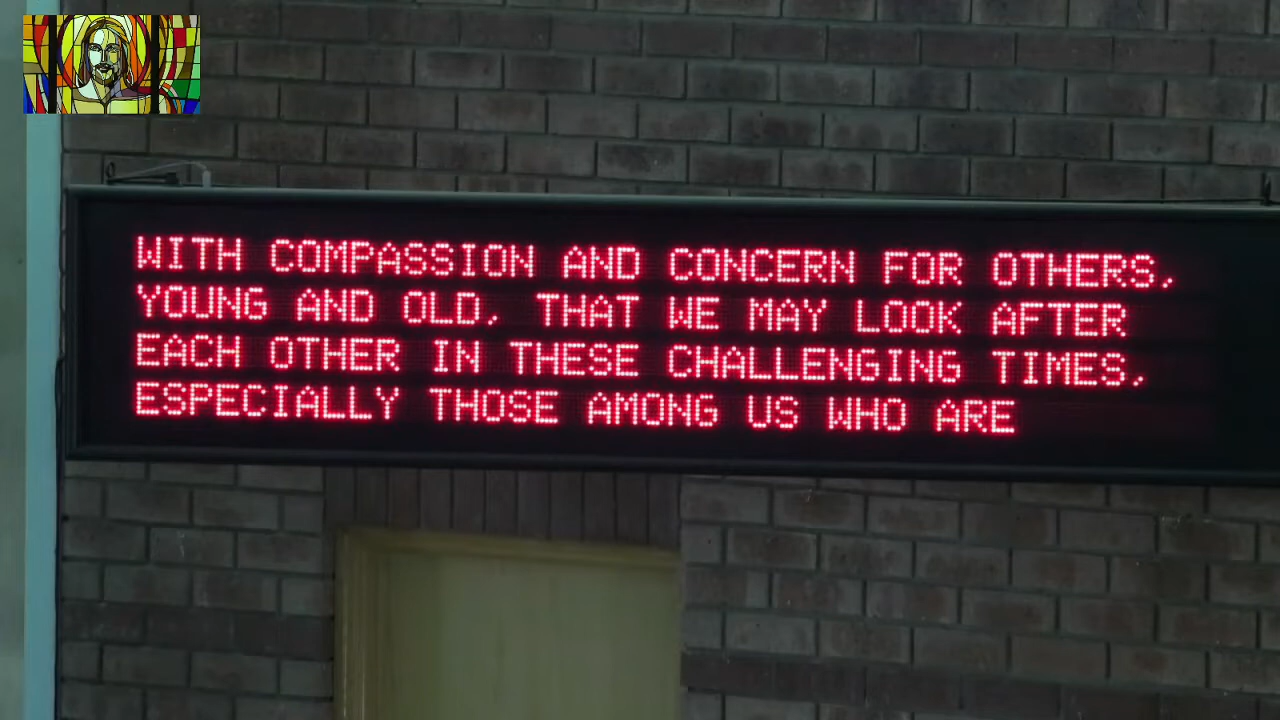 WITH COMPASSION AND CONCERN FOR OTHERS,
YOUNG AND OLD, THAT WE MAY LOOK AFTER
EACH OTHER IN THESE CHALLENGING TIMES,
ESPECIALLY THOSE AMONG US WHO ARE